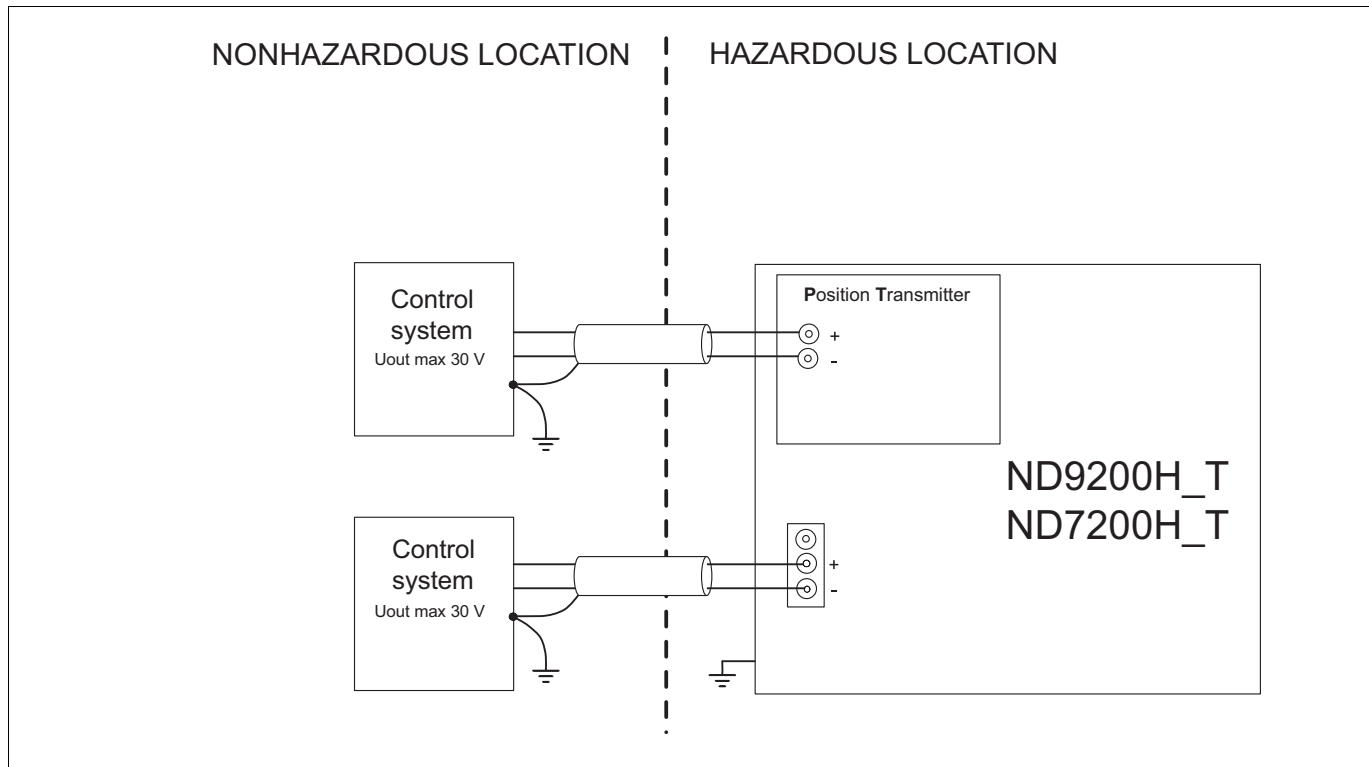 NONHAZARDOUS LOCATION
HAZARDOUS LOCATION
Control
system
Uout max 30 V
Position Transmitter
+
-
ND9200H_T
ND7200H_T
Control
system
Uout max 30 V
+
-